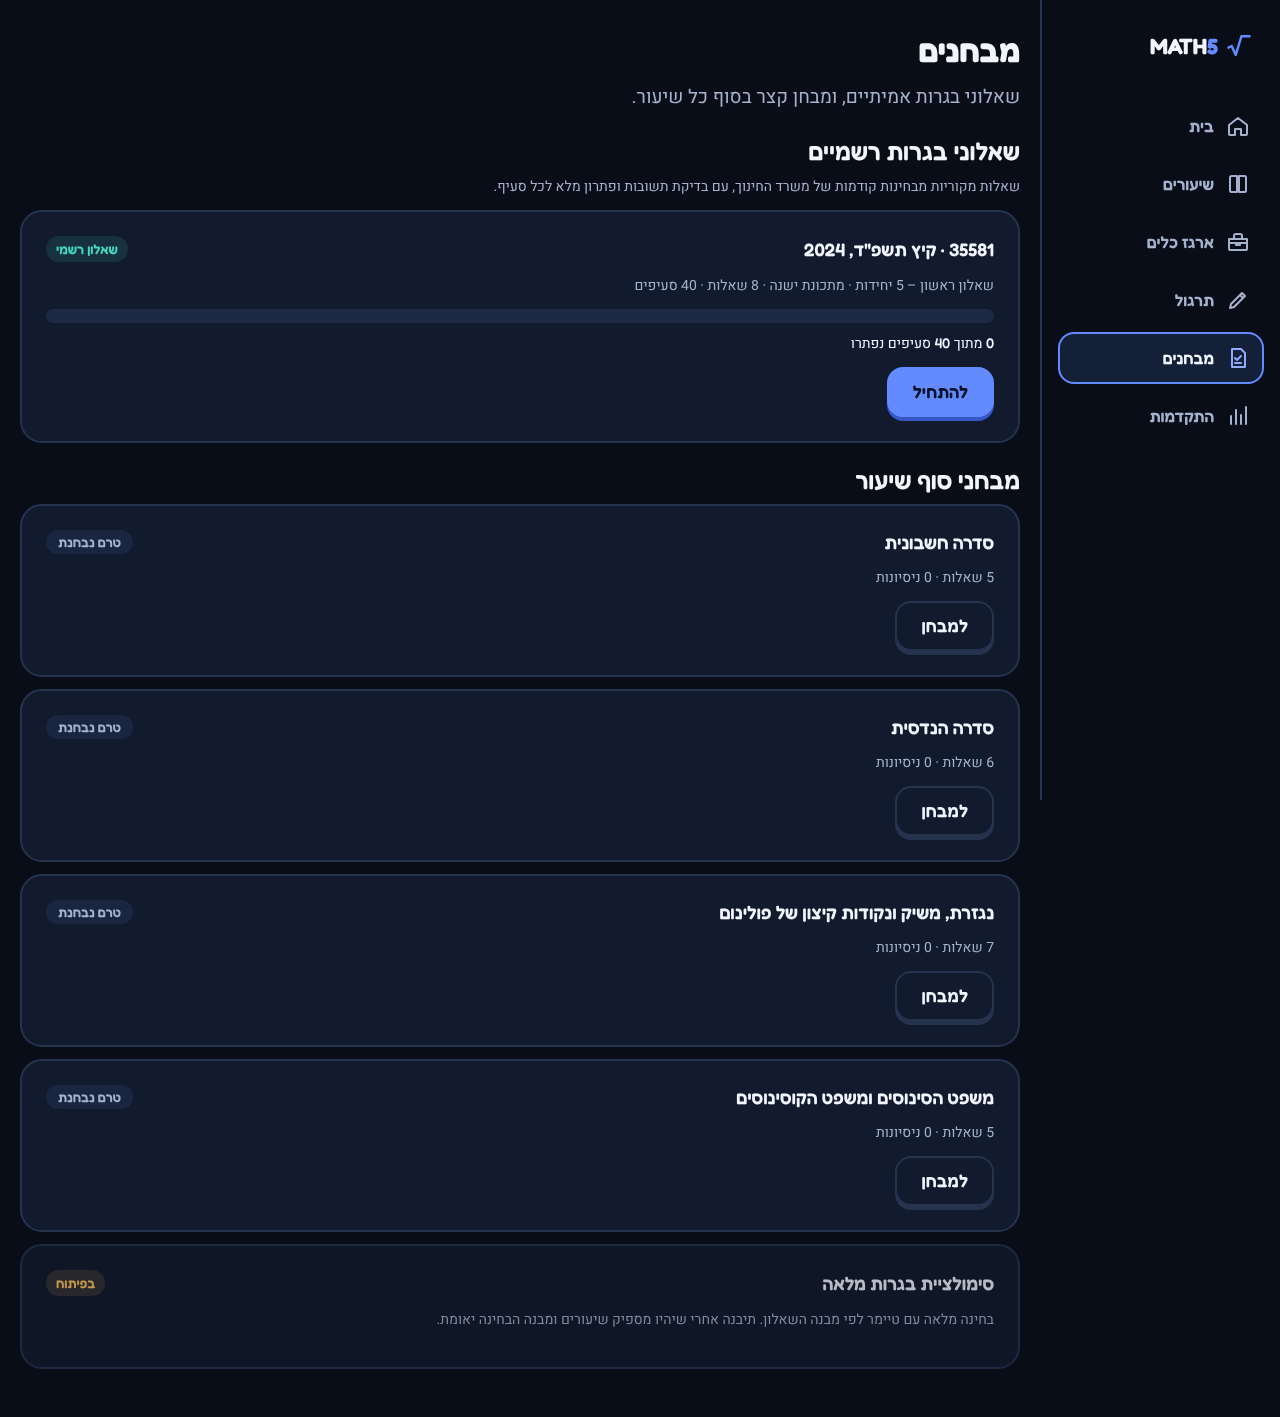 MATH5
בית
שיעורים
ארגז כלים
תרגול
מבחנים
התקדמות
מבחנים
שאלוני בגרות אמיתיים, ומבחן קצר בסוף כל שיעור.
שאלוני בגרות רשמיים
שאלות מקוריות מבחינות קודמות של משרד החינוך, עם בדיקת תשובות ופתרון מלא לכל סעיף.
35581 · קיץ תשפ"ד, 2024
שאלון רשמי
שאלון ראשון – 5 יחידות · מתכונת ישנה · 8 שאלות · 40 סעיפים
0 מתוך 40 סעיפים נפתרו
להתחיל
מבחני סוף שיעור
סדרה חשבונית
טרם נבחנת
5 שאלות · 0 ניסיונות
למבחן
סדרה הנדסית
טרם נבחנת
6 שאלות · 0 ניסיונות
למבחן
נגזרת, משיק ונקודות קיצון של פולינום
טרם נבחנת
7 שאלות · 0 ניסיונות
למבחן
משפט הסינוסים ומשפט הקוסינוסים
טרם נבחנת
5 שאלות · 0 ניסיונות
למבחן
סימולציית בגרות מלאה
בפיתוח
בחינה מלאה עם טיימר לפי מבנה השאלון. תיבנה אחרי שיהיו מספיק שיעורים ומבנה הבחינה יאומת.